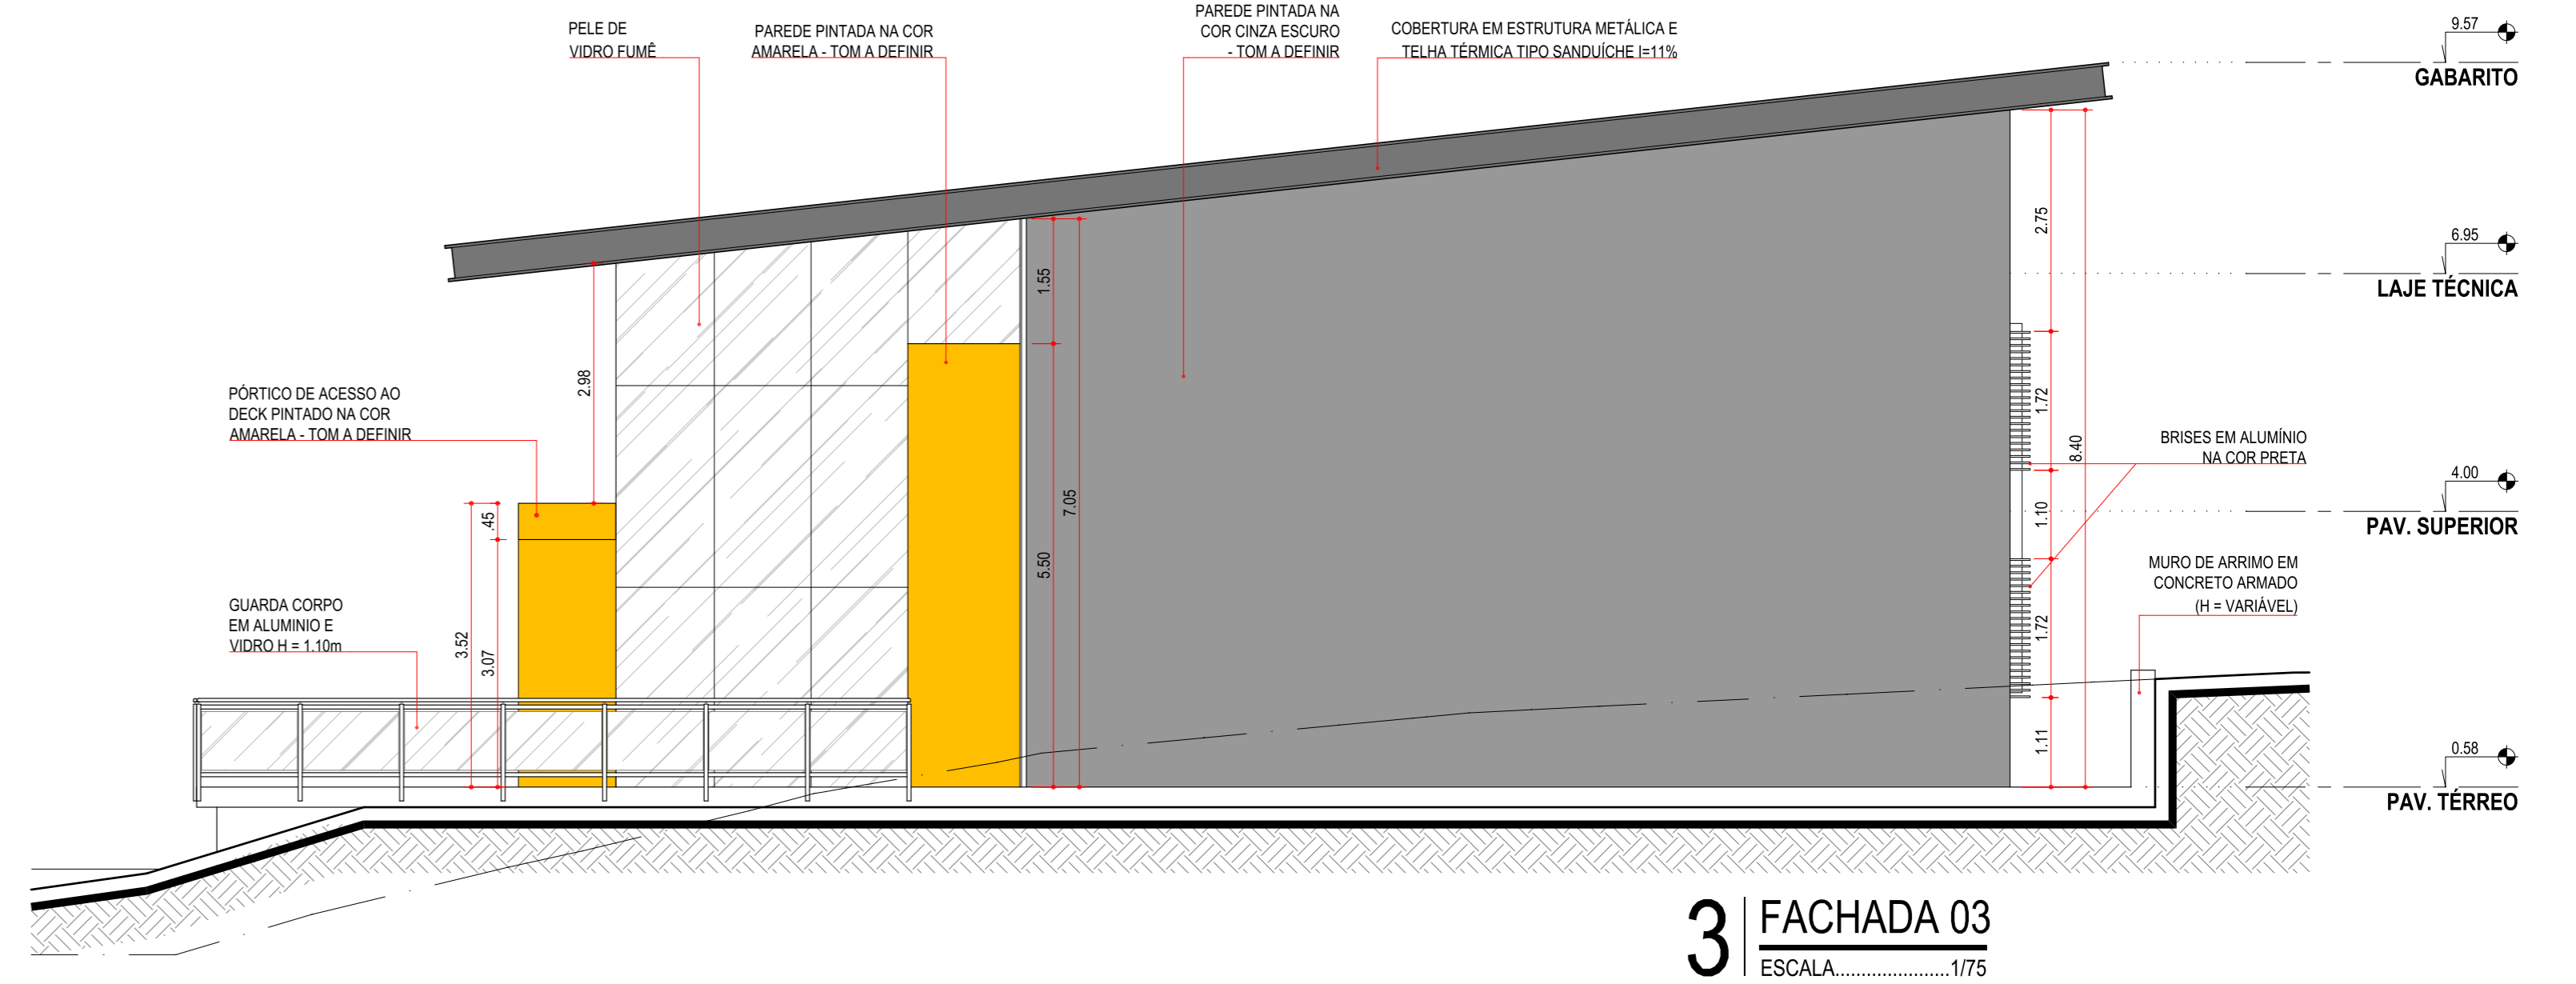 PELE DE
VIDRO FUMÊ
PAREDE PINTADA NA COR
AMARELA - TOM A DEFINIR
PAREDE PINTADA NA
COR CINZA ESCURO
- TOM A DEFINIR
COBERTURA EM ESTRUTURA METÁLICA E
TELHA TÉRMICA TIPO SANDUÍCHE I=11%
9.57
GABARITO
6.95
LAJE TÉCNICA
4.00
PAV. SUPERIOR
0.58
PAV. TÉRREO
PÓRTICO DE ACESSO AO
DECK PINTADO NA COR
AMARELA - TOM A DEFINIR
GUARDA CORPO
EM ALUMINIO E
VIDRO H = 1.10m
3.52
.45
3.07
2.98
1.55
5.50
7.05
2.75
1.72
1.10
1.72
1.11
8.40
BRISES EM ALUMÍNIO
NA COR PRETA
MURO DE ARRIMO EM
CONCRETO ARMADO
(H = VARIÁVEL)
3
FACHADA 03
ESCALA......................1/75